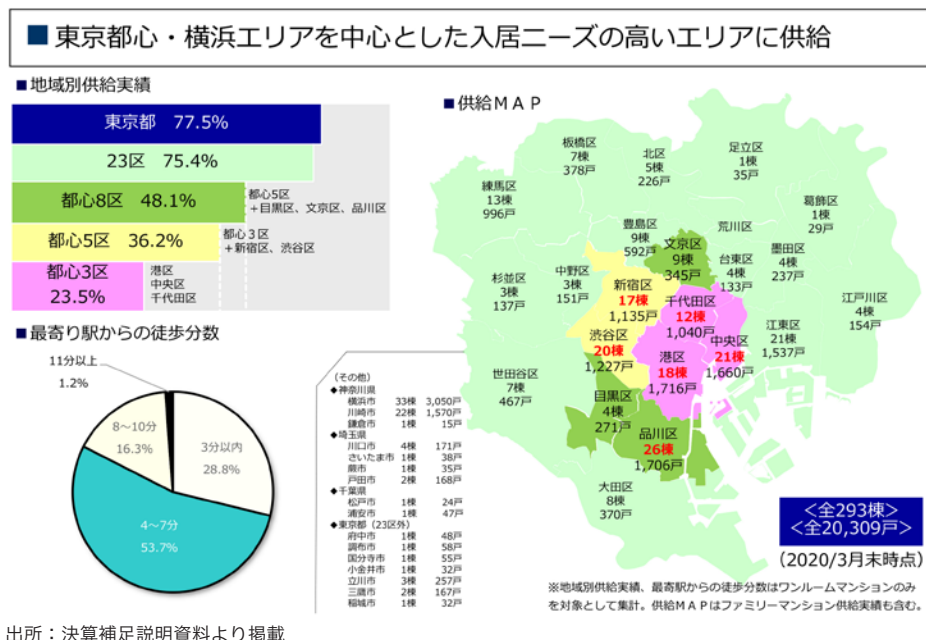 ■ 東京都心・横浜エリアを中心とした入居ニーズの高いエリアに供給
■地域別供給実績
東京都 77.5%
23区 75.4%
都心8区 48.1%
都心5区
+目黒区、文京区、品川区
都心5区 36.2%
都心3区
+新宿区、渋谷区
都心3区
23.5%
港区
中央区
千代田区
■最寄り駅からの徒歩分数
11分以上
1.2%
8~10分
16.3%
3分以内
28.8%
4~7分
53.7%
(その他)
◆神奈川県
横浜市 33棟 3,050戸
川崎市 22棟 1,570戸
鎌倉市 1棟 15戸
◆埼玉県
川口市 4棟 171戸
さいたま市 1棟 38戸
蕨市 1棟 35戸
戸田市 2棟 168戸
◆千葉県
松戸市 1棟 24戸
浦安市 1棟 47戸
◆東京都(23区外)
府中市 1棟 48戸
調布市 1棟 58戸
国分寺市 1棟 55戸
小金井市 1棟 32戸
立川市 3棟 257戸
三鷹市 2棟 167戸
稲城市 1棟 32戸
■供給MAP
板橋区
7棟
378戸
北区
5棟
226戸
足立区
1棟
35戸
練馬区
13棟
996戸
葛飾区
1棟
29戸
豊島区
9棟
592戸
文京区
9棟
345戸
荒川区
台東区
4棟
133戸
墨田区
4棟
237戸
杉並区
3棟
137戸
中野区
3棟
151戸
新宿区
17棟
1,135戸
千代田区
12棟
1,040戸
江戸川区
4棟
154戸
渋谷区
20棟
1,227戸
港区
18棟
1,716戸
中央区
21棟
1,660戸
江東区
21棟
1,537戸
世田谷区
7棟
467戸
目黒区
4棟
271戸
品川区
26棟
1,706戸
大田区
8棟
370戸
<全293棟>
<全20,309戸>
(2020/3月末時点)
※地域別供給実績、最寄駅からの徒歩分数はワンルームマンションのみ
を対象として集計。供給MAPはファミリーマンション供給実績も含む。
出所:決算補足説明資料より掲載